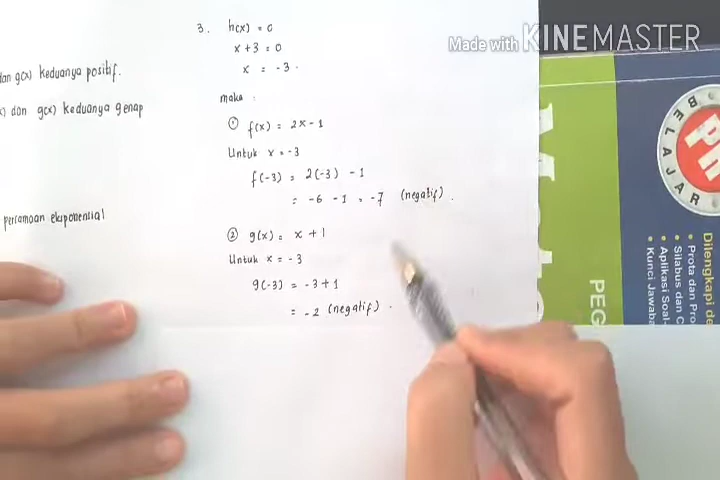 Made with KINEMASTER
dan g(x) keduanya positif.
dan g(x) keduanya genap
persamaan eksponensial
3. h(x) = 0
x + 3 = 0
x = -3.
maka :
① f(x) = 2x - 1
Untuk x = -3
f(-3) = 2(-3) - 1
= -6 - 1 = -7 (negatif).
② g(x) = x + 1
Untuk x = -3
g(-3) = -3 + 1
= -2 (negatif).
BELAJAR
PR
Dilengkapi de
• Prota dan Pro
• Silabus dan C
• Aplikasi Soal-
• Kunci Jawaba
PEG